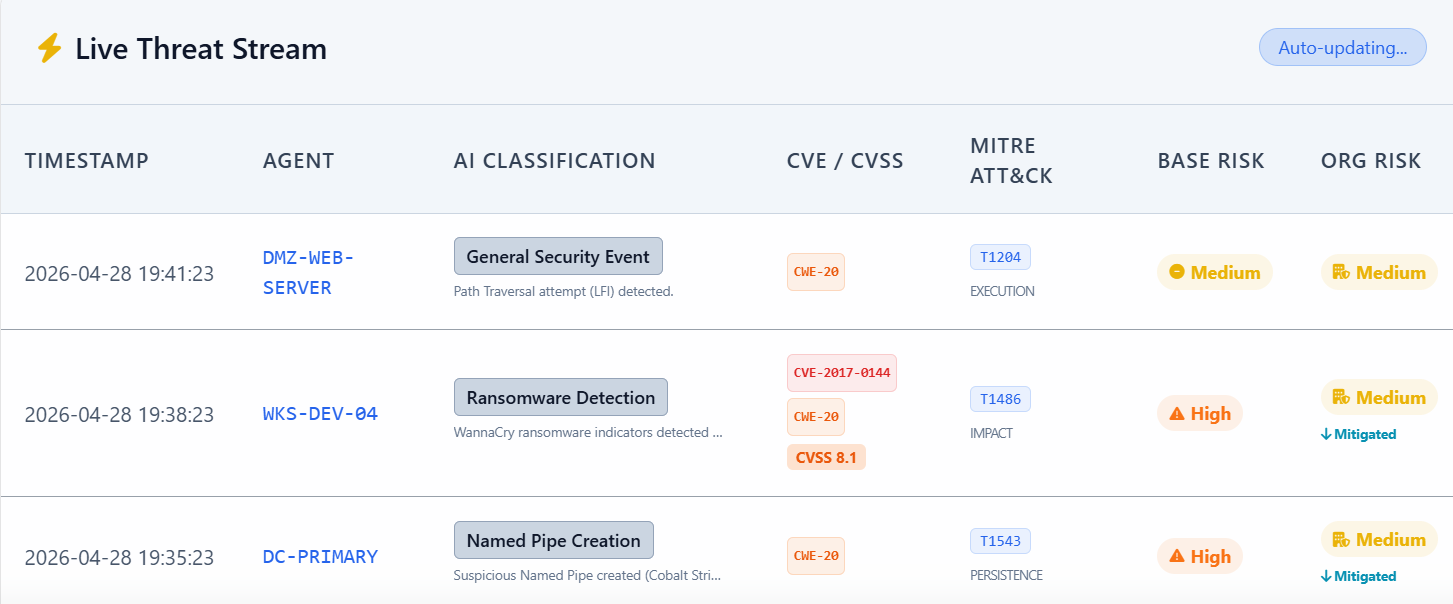 Live Threat Stream
Auto-updating...
TIMESTAMP
AGENT
AI CLASSIFICATION
CVE / CVSS
MITRE
ATT&CK
BASE RISK
ORG RISK
2026-04-28 19:41:23
DMZ-WEB-
SERVER
General Security Event
Path Traversal attempt (LFI) detected.
CWE-20
T1204
EXECUTION
Medium
Medium
2026-04-28 19:38:23
WKS-DEV-04
Ransomware Detection
WannaCry ransomware indicators detected ...
CVE-2017-0144
CWE-20
CVSS 8.1
T1486
IMPACT
High
Medium
Mitigated
2026-04-28 19:35:23
DC-PRIMARY
Named Pipe Creation
Suspicious Named Pipe created (Cobalt Stri...
CWE-20
T1543
PERSISTENCE
High
Medium
Mitigated